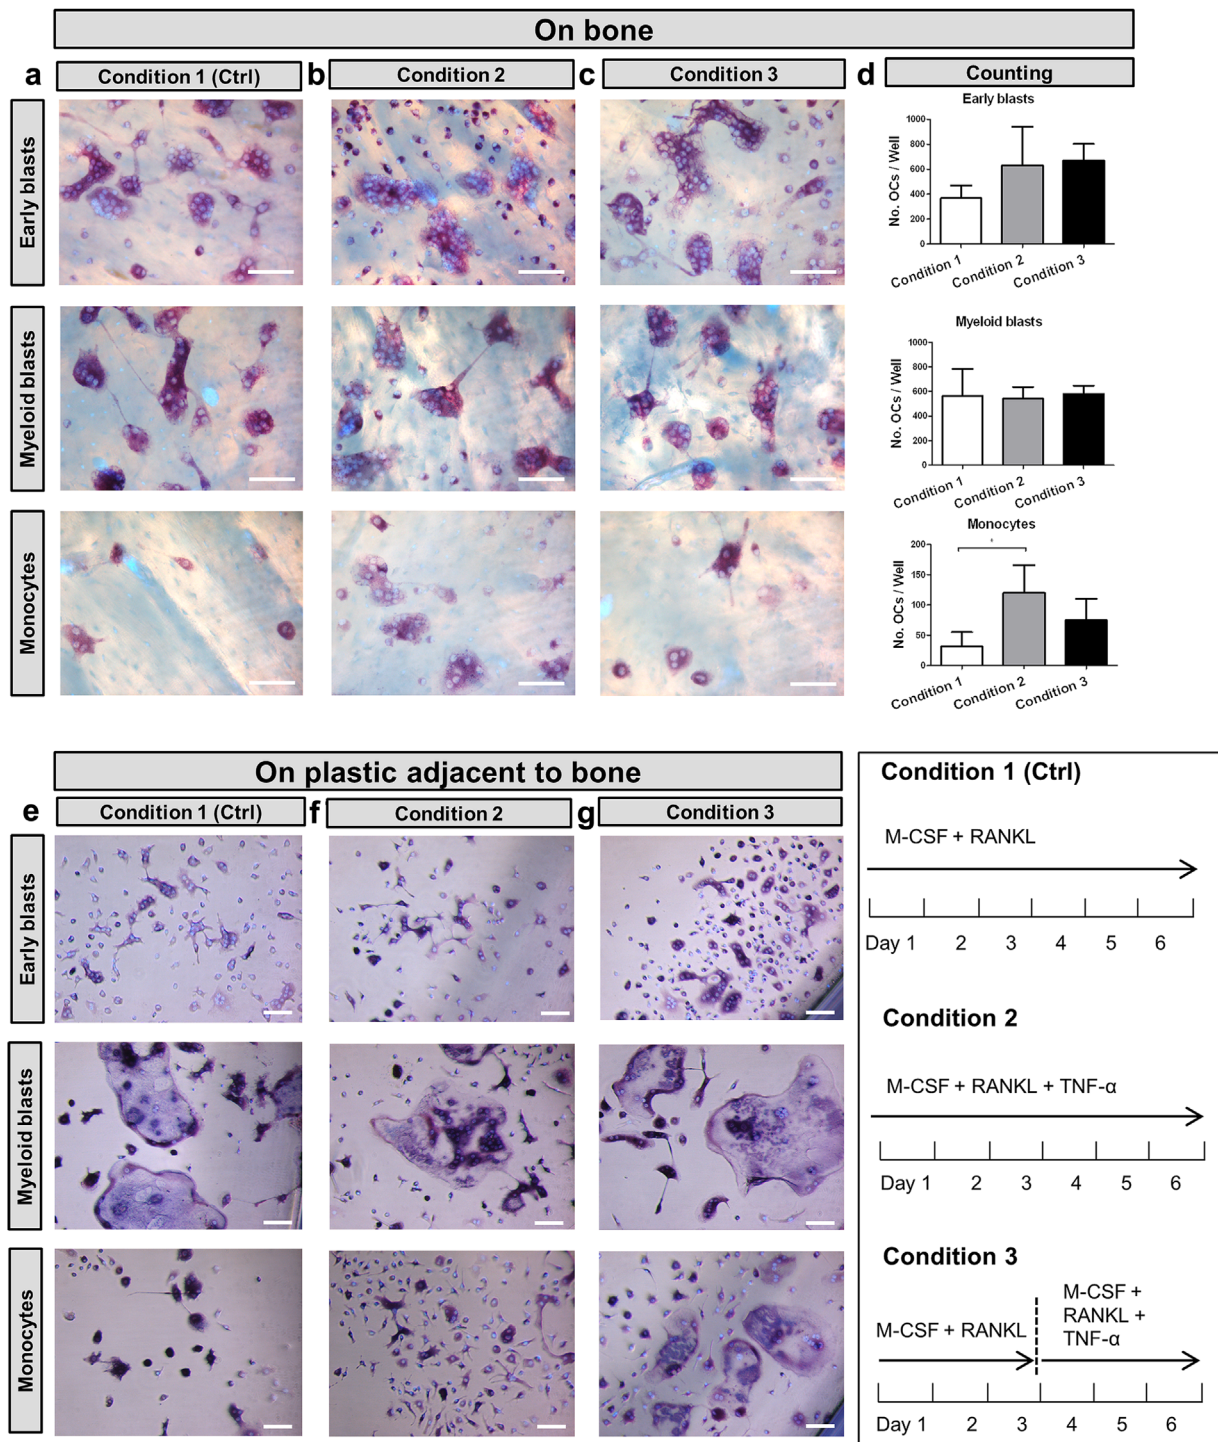 On bone
a
Condition 1 (Ctrl)
b
Condition 2
c
Condition 3
d
Counting
Early blasts
Early blasts
No. OCs / Well
1000
800
600
400
200
0
Condition 1
Condition 2
Condition 3
Myeloid blasts
Myeloid blasts
No. OCs / Well
1000
800
600
400
200
0
Condition 1
Condition 2
Condition 3
Monocytes
Monocytes
No. OCs / Well
200
150
100
50
0
*
Condition 1
Condition 2
Condition 3
On plastic adjacent to bone
e
Condition 1 (Ctrl)
f
Condition 2
g
Condition 3
Early blasts
Myeloid blasts
Monocytes
Condition 1 (Ctrl)
M-CSF + RANKL
Day 1 2 3 4 5 6
Condition 2
M-CSF + RANKL + TNF-α
Day 1 2 3 4 5 6
Condition 3
M-CSF + RANKL
M-CSF +
RANKL +
TNF-α
Day 1 2 3 4 5 6